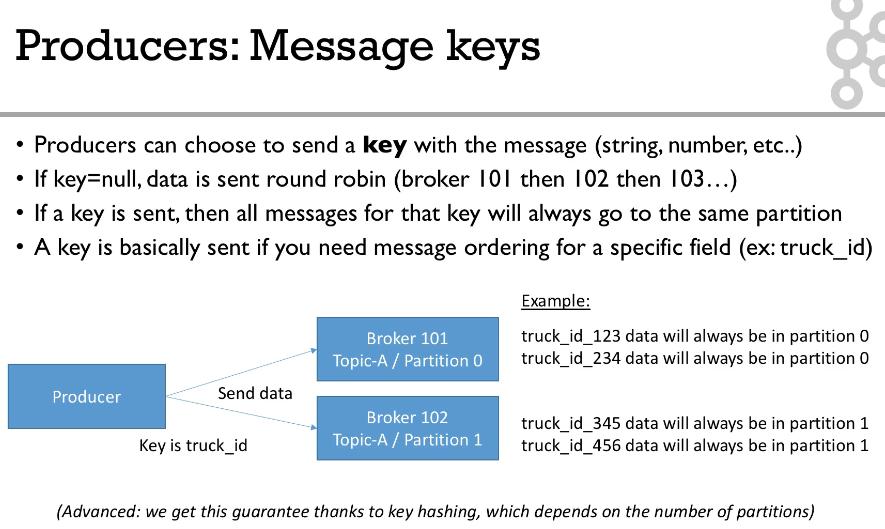 Producers: Message keys
• Producers can choose to send a key with the message (string, number, etc..)
• If key=null, data is sent round robin (broker 101 then 102 then 103…)
• If a key is sent, then all messages for that key will always go to the same partition
• A key is basically sent if you need message ordering for a specific field (ex: truck_id)
Example:
Broker 101
Topic-A / Partition 0
truck_id_123 data will always be in partition 0
truck_id_234 data will always be in partition 0
Producer
Send data
Broker 102
Topic-A / Partition 1
truck_id_345 data will always be in partition 1
truck_id_456 data will always be in partition 1
Key is truck_id
(Advanced: we get this guarantee thanks to key hashing, which depends on the number of partitions)